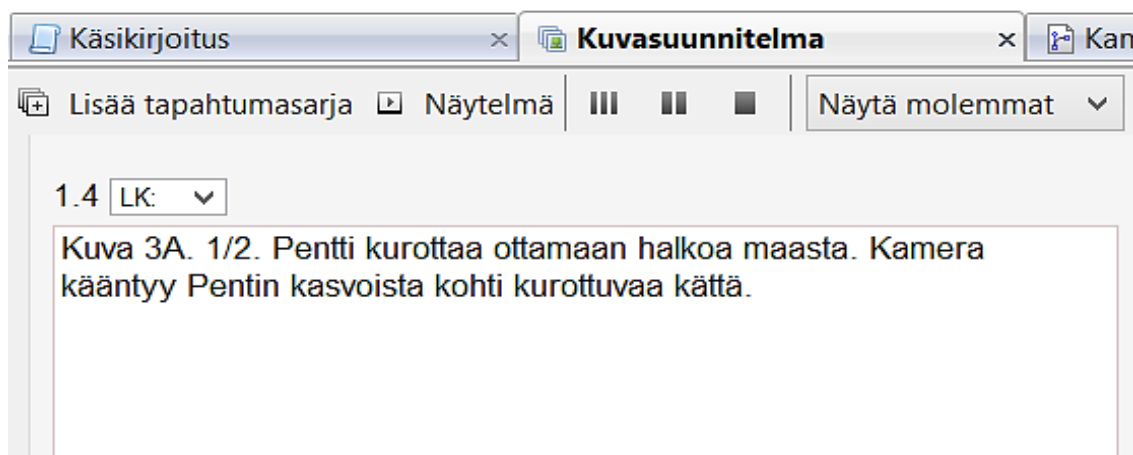 Käsikirjoitus
Kuvasuunnitelma
Lisää tapahtumasarja
Näytelmä
Näytä molemmat
1.4 LK:
Kuva 3A. 1/2. Pentti kurottaa ottamaan halkoa maasta. Kamera
kääntyy Pentin kasvoista kohti kurottuvaa kättä.